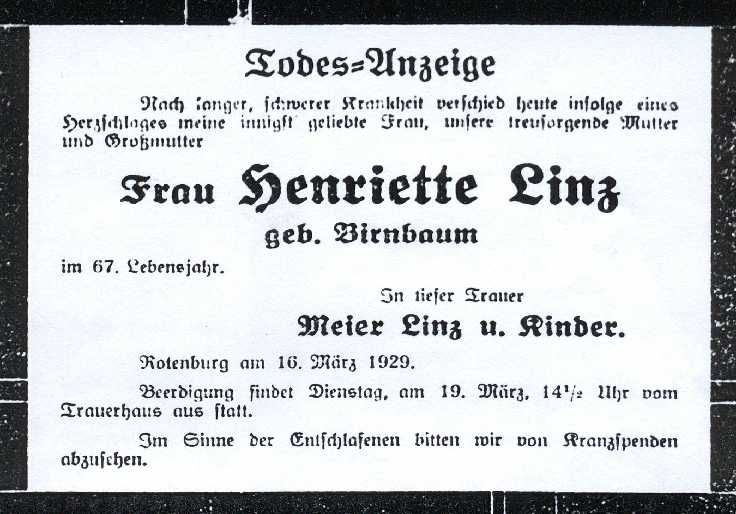 Todes-Anzeige
Nach langer, schwerer Krankheit verschied heute infolge eines
Herzschlages meine innigst geliebte Frau, unsere treusorgende Mutter
und Großmutter
Frau Henriette Linz
geb. Birnbaum
im 67. Lebensjahr.
In tiefer Trauer
Meier Linz u. Kinder.
Rotenburg am 16. März 1929.
Beerdigung findet Dienstag, am 19. März, 14½ Uhr vom
Trauerhaus aus statt.
Im Sinne der Entschlafenen bitten wir von Kranzspenden
abzusehen.